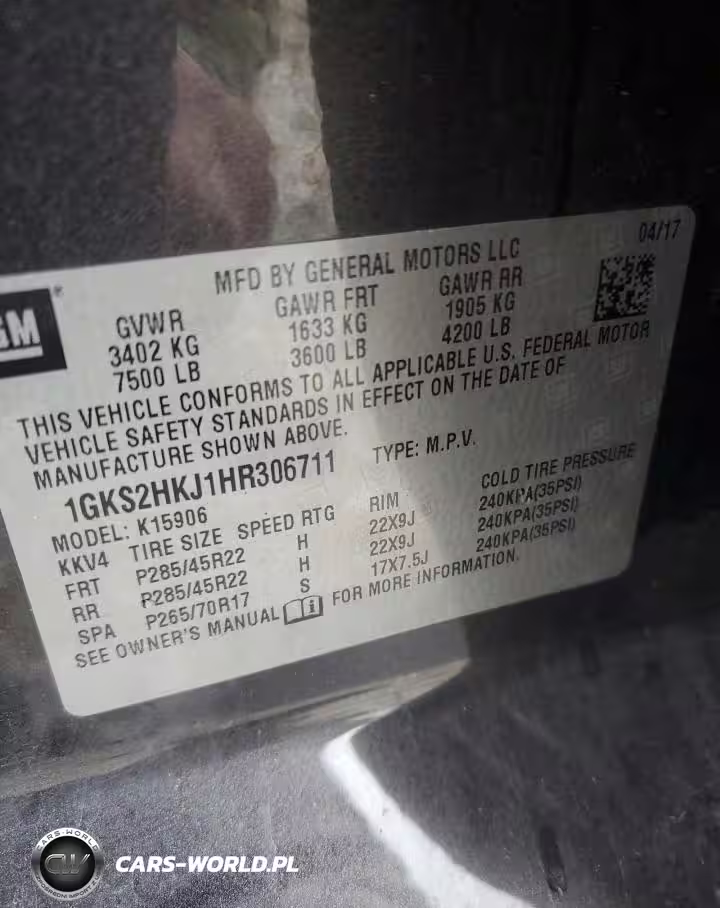 04/17
MFD BY GENERAL MOTORS LLC
GM®
GVWR GAWR FRT GAWR RR
3402 KG 1633 KG 1905 KG
7500 LB 3600 LB 4200 LB
THIS VEHICLE CONFORMS TO ALL APPLICABLE U.S. FEDERAL MOTOR
VEHICLE SAFETY STANDARDS IN EFFECT ON THE DATE OF
MANUFACTURE SHOWN ABOVE.
1GKS2HKJ1HR306711 TYPE: M.P.V.
MODEL: K15906
KKV4 TIRE SIZE SPEED RTG RIM COLD TIRE PRESSURE
FRT P285/45R22 H 22X9J 240KPA(35PSI)
RR P285/45R22 H 22X9J 240KPA(35PSI)
SPA P265/70R17 S 17X7.5J 240KPA(35PSI)
SEE OWNER'S MANUAL FOR MORE INFORMATION.
CARS-WORLD
CW
CARS-WORLD.PL